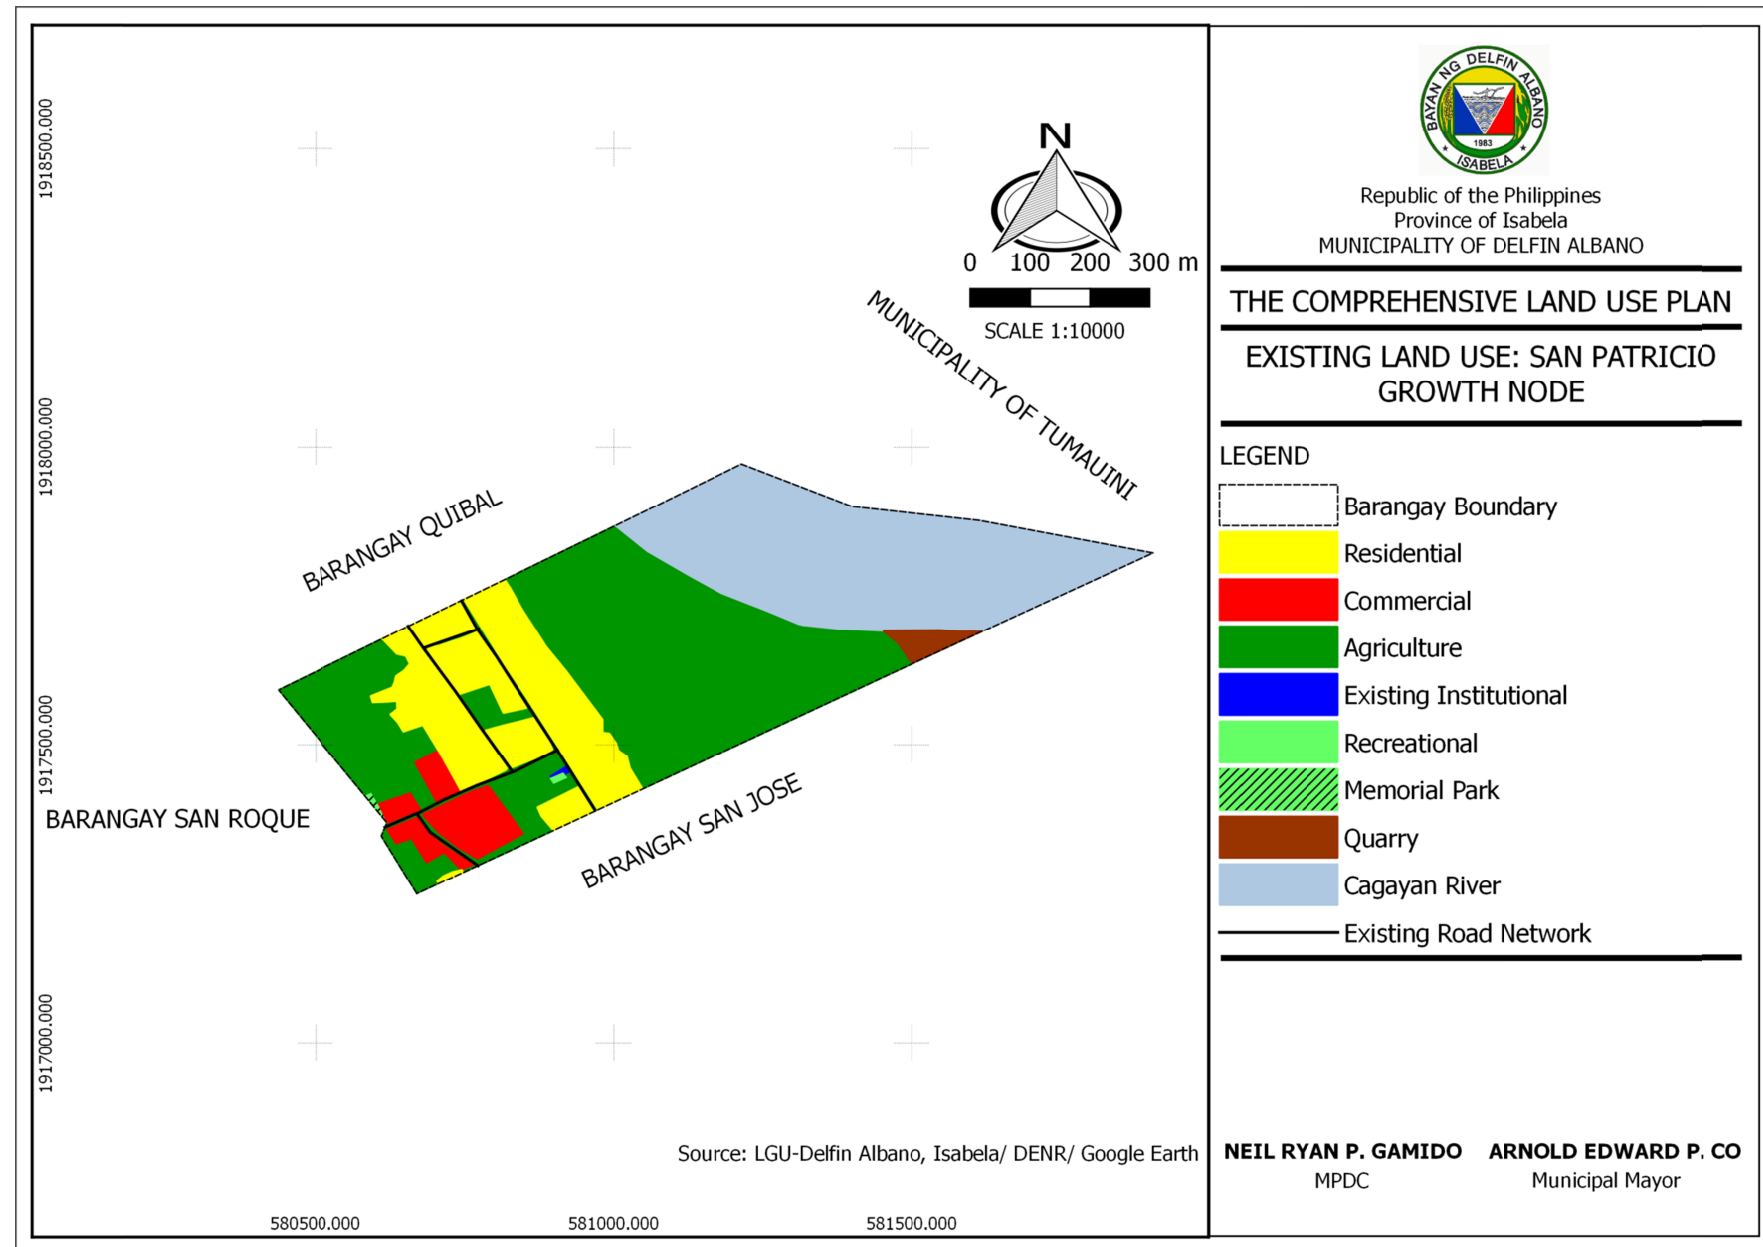 1918500.000
1918000.000
1917500.000
1917000.000
580500.000
581000.000
581500.000
N
0 100 200 300 m
SCALE 1:10000
MUNICIPALITY OF TUMAUINI
BARANGAY QUIBAL
BARANGAY SAN ROQUE
BARANGAY SAN JOSE
Source: LGU-Delfin Albano, Isabela/ DENR/ Google Earth
BAYAN NG DELFIN ALBANO
1983
ISABELA
Republic of the Philippines
Province of Isabela
MUNICIPALITY OF DELFIN ALBANO
THE COMPREHENSIVE LAND USE PLAN
EXISTING LAND USE: SAN PATRICIO
GROWTH NODE
LEGEND
Barangay Boundary
Residential
Commercial
Agriculture
Existing Institutional
Recreational
Memorial Park
Quarry
Cagayan River
Existing Road Network
NEIL RYAN P. GAMIDO ARNOLD EDWARD P. CO
MPDC Municipal Mayor